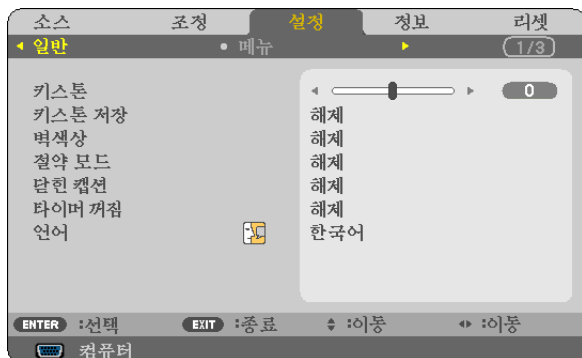 소스 조정 설정 정보 리셋
일반 메뉴 1/3
키스톤 0
키스톤 저장 해제
벽색상 해제
절약 모드 해제
닫힌 캡션 해제
타이머 꺼짐 해제
언어 한국어
ENTER :선택 EXIT :종료 :이동 :이동
컴퓨터